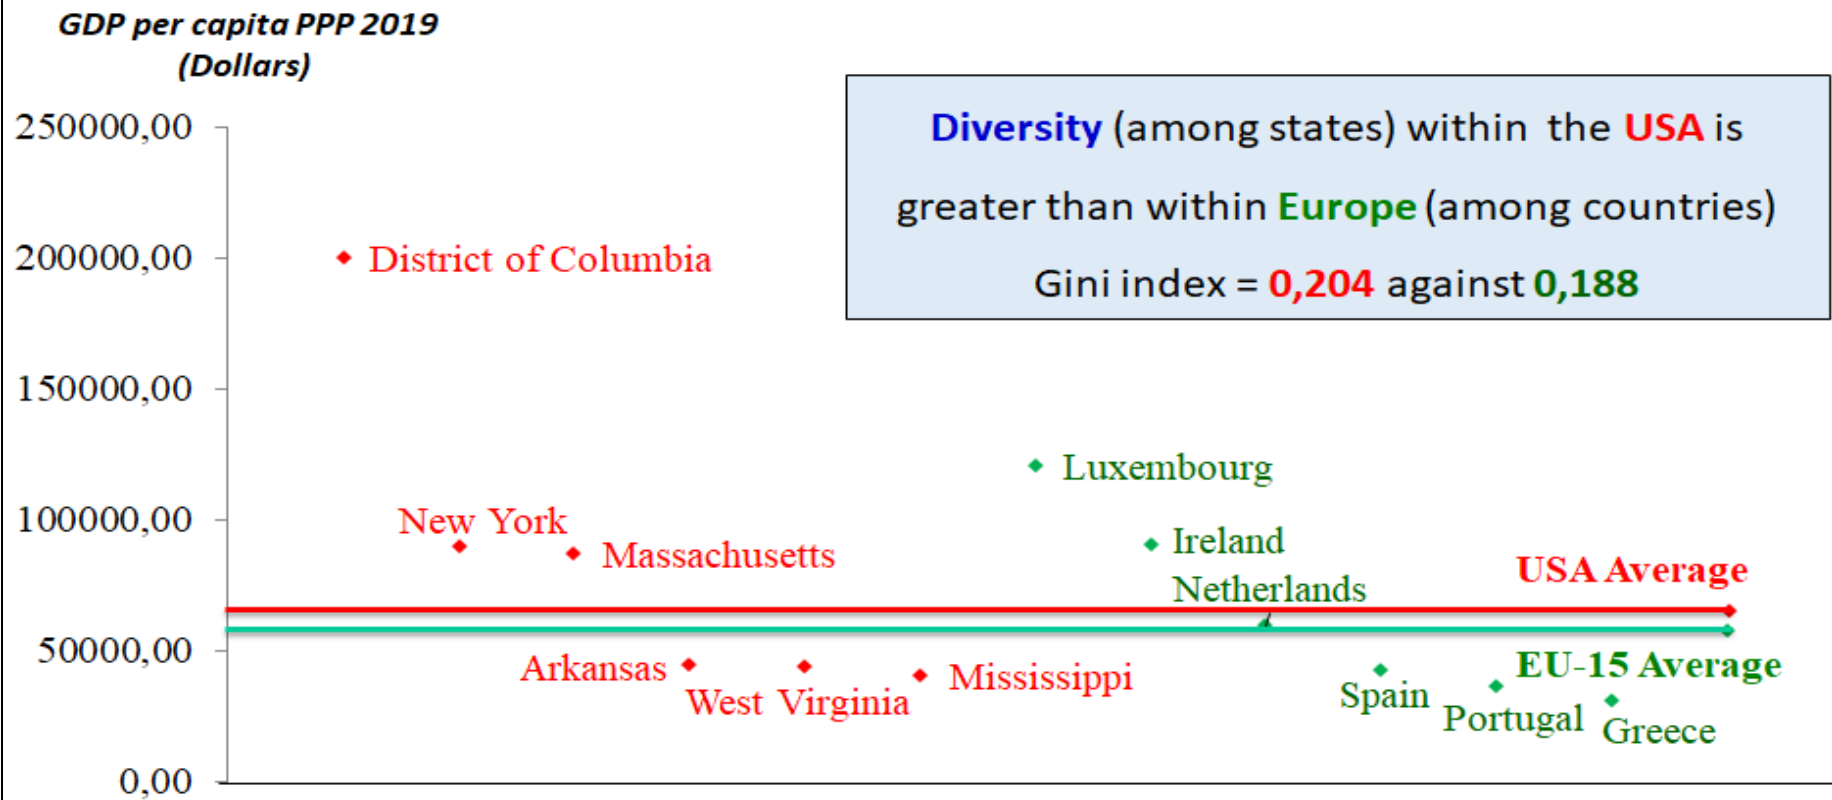 GDP per capita PPP 2019
(Dollars)
250000,00
200000,00
150000,00
100000,00
50000,00
0,00
Diversity (among states) within the USA is
greater than within Europe (among countries)
Gini index = 0,204 against 0,188
District of Columbia
New York
Massachusetts
Arkansas
West Virginia
Mississippi
Luxembourg
Ireland
Netherlands
USA Average
EU-15 Average
Spain
Portugal
Greece